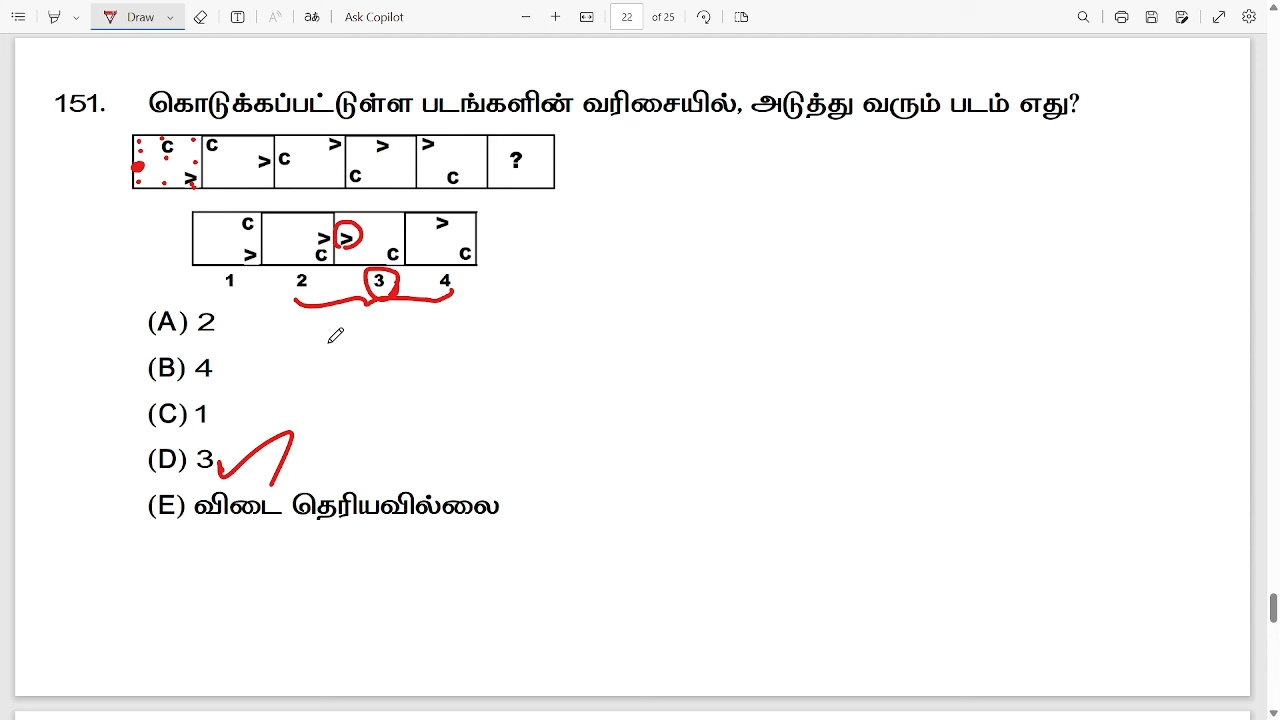 Draw
Ask Copilot
22 of 25
151. கொடுக்கப்பட்டுள்ள படங்களின் வரிசையில், அடுத்து வரும் படம் எது?
C > C > C > > C > C ?
C > > C > C > C
1 2 3 4
(A) 2
(B) 4
(C) 1
(D) 3
(E) விடை தெரியவில்லை